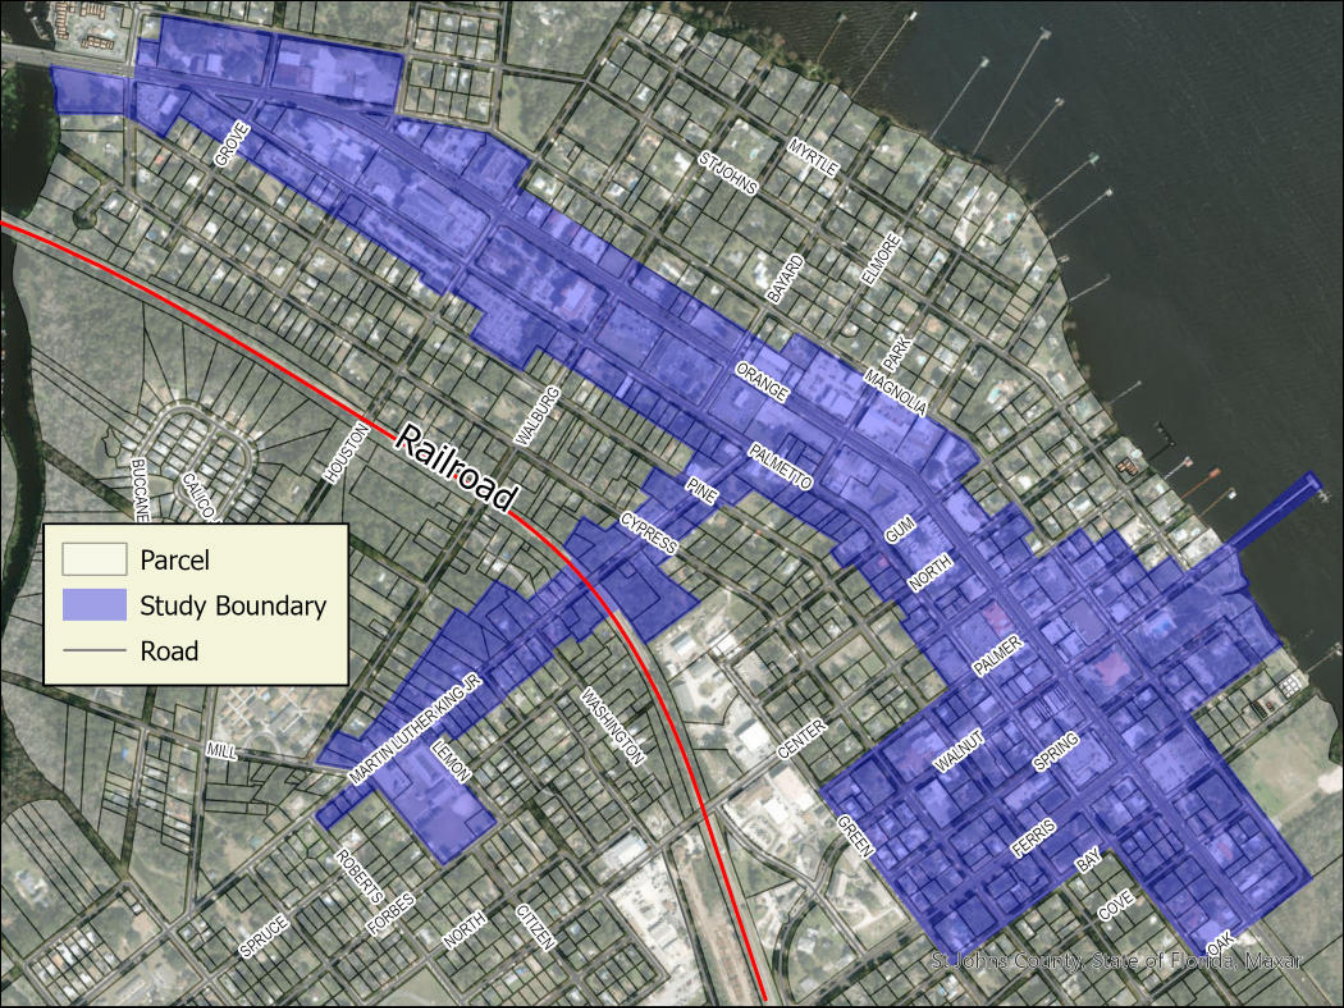 GROVE
MYRTLE
ST JOHNS
ELMORE
BAYARD
PARK
ORANGE
MAGNOLIA
WALBURG
HOUSTON
Railroad
PALMETTO
PINE
CYPRESS
BUCCANE
CALICO
GUM
NORTH
Parcel
Study Boundary
Road
PALMER
MARTIN LUTHER KING JR
WASHINGTON
MILL
LEMON
CENTER
WALNUT
SPRING
GREEN
FERRIS
BAY
ROBERTS
FORBES
COVE
SPRUCE
NORTH
CITIZEN
OAK
St Johns County, State of Florida, Maxar